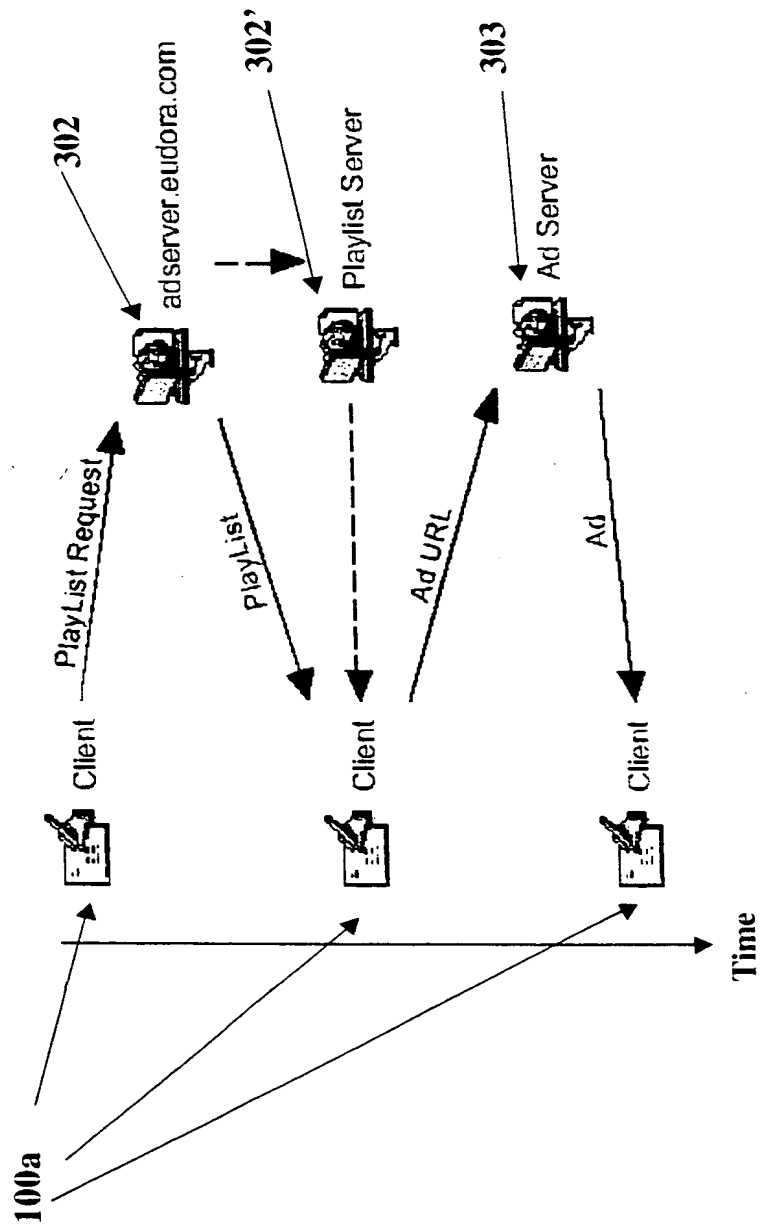 302
adserver.eudora.com
PlayList Request
Client
302'
Playlist Server
PlayList
Client
303
Ad Server
Ad URL
Ad
Client
100a
Time